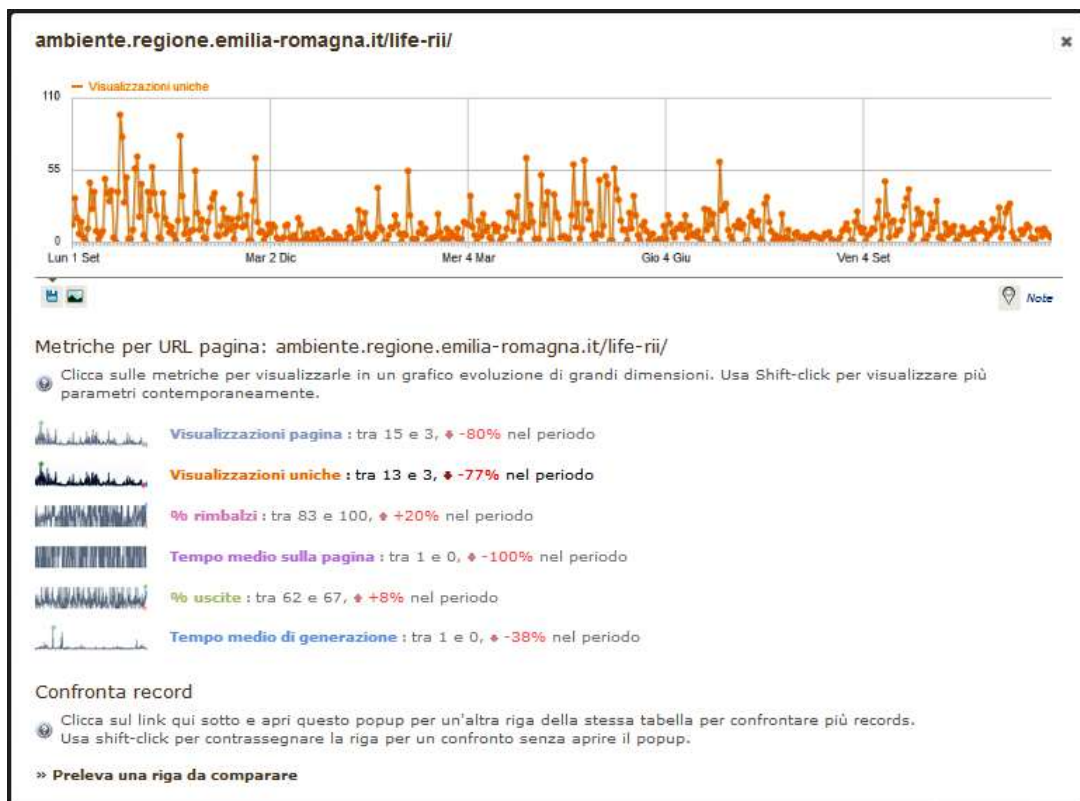 ambiente.regione.emilia-romagna.it/life-rii/
Visualizzazioni uniche
110
55
0
Lun 1 Set
Mar 2 Dic
Mer 4 Mar
Gio 4 Giu
Ven 4 Set
Note
Metriche per URL pagina: ambiente.regione.emilia-romagna.it/life-rii/
Clicca sulle metriche per visualizzarle in un grafico evoluzione di grandi dimensioni. Usa Shift-click per visualizzare più
parametri contemporaneamente.
Visualizzazioni pagina : tra 15 e 3, -80% nel periodo
Visualizzazioni uniche : tra 13 e 3, -77% nel periodo
% rimbalzi : tra 83 e 100, +20% nel periodo
Tempo medio sulla pagina : tra 1 e 0, -100% nel periodo
% uscite : tra 62 e 67, +8% nel periodo
Tempo medio di generazione : tra 1 e 0, -38% nel periodo
Confronta record
Clicca sul link qui sotto e apri questo popup per un'altra riga della stessa tabella per confrontare più records.
Usa shift-click per contrassegnare la riga per un confronto senza aprire il popup.
» Preleva una riga da comparare